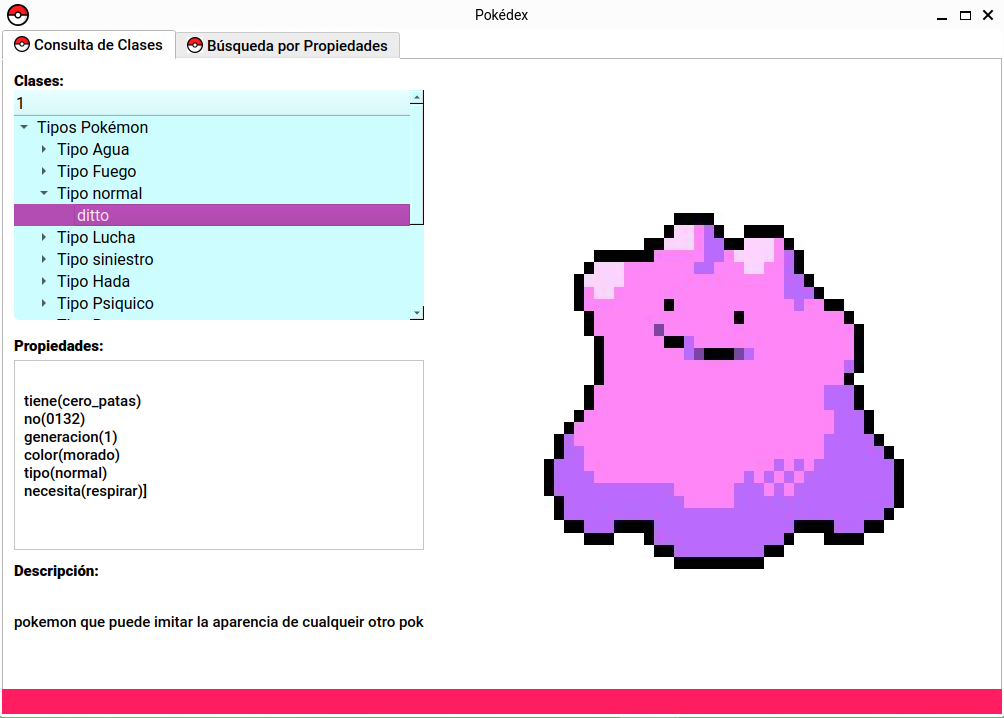 Pokédex
Consulta de Clases
Búsqueda por Propiedades
Clases:
1
Tipos Pokémon
Tipo Agua
Tipo Fuego
Tipo normal
ditto
Tipo Lucha
Tipo siniestro
Tipo Hada
Tipo Psiquico
Propiedades:
tiene(cero_patas)
no(0132)
generacion(1)
color(morado)
tipo(normal)
necesita(respirar)]
Descripción:
pokemon que puede imitar la aparencia de cualqueir otro pok